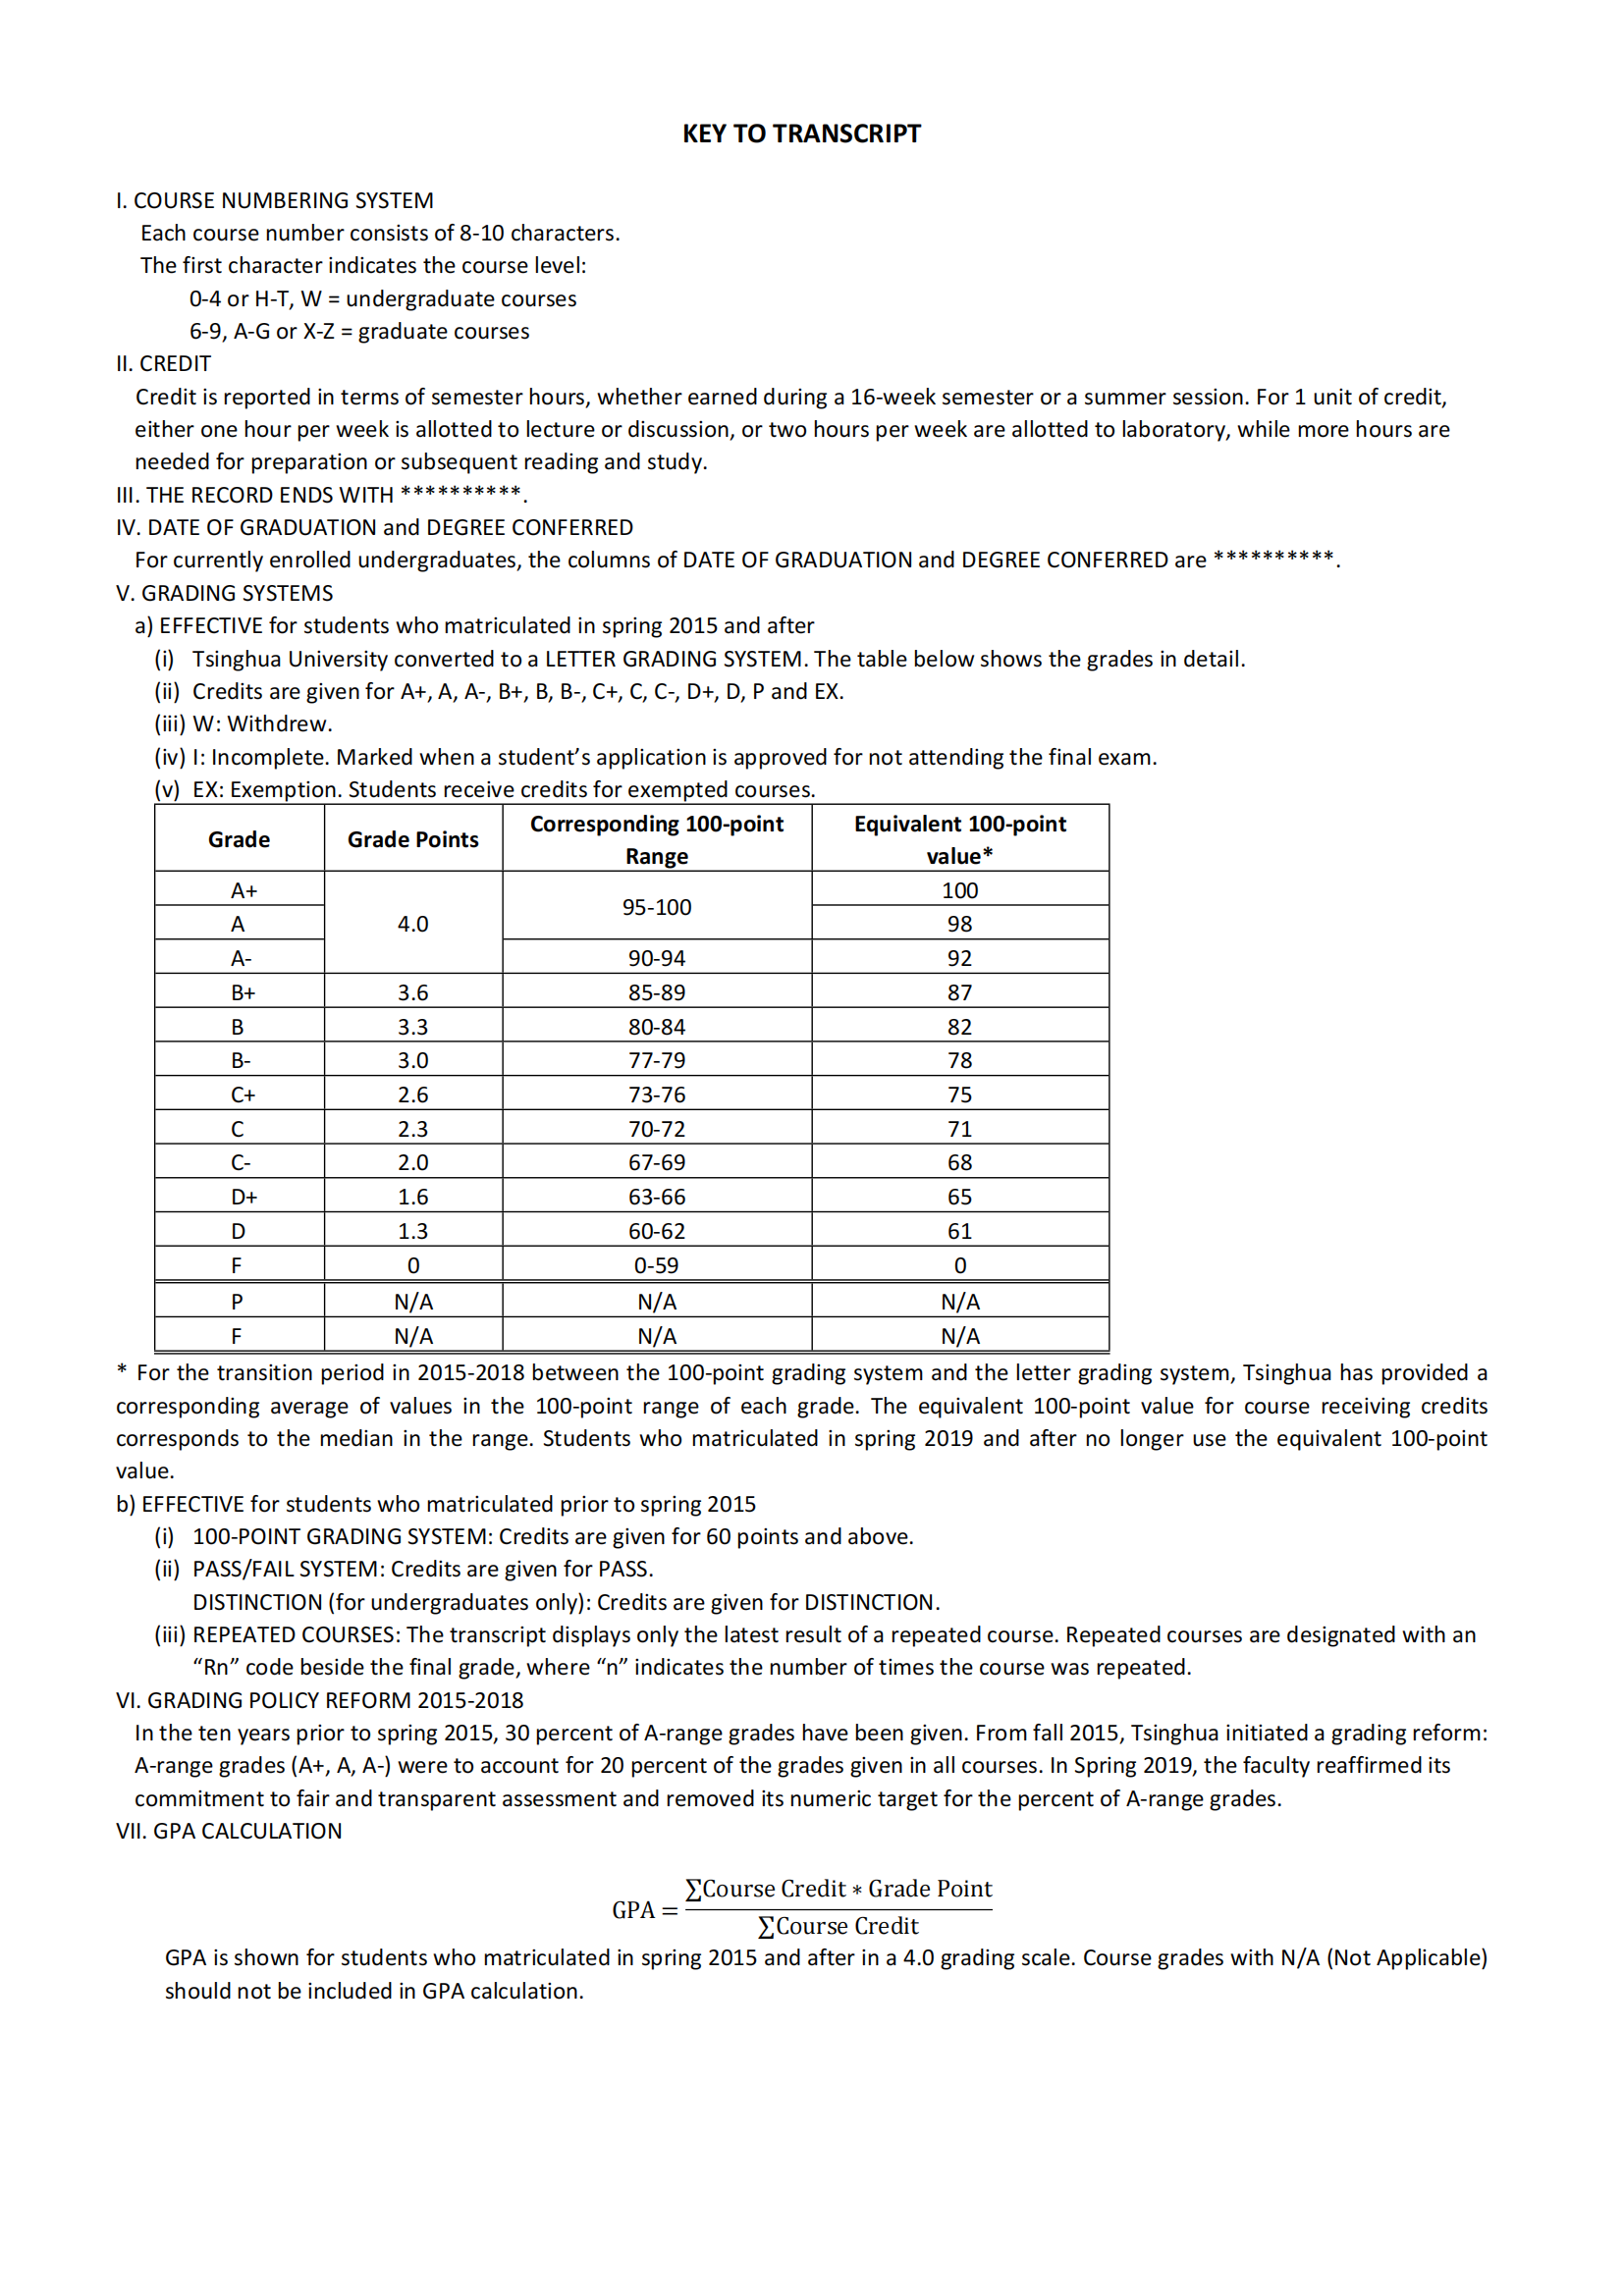 KEY TO TRANSCRIPT
I. COURSE NUMBERING SYSTEM
Each course number consists of 8-10 characters.
The first character indicates the course level:
0-4 or H-T, W = undergraduate courses
6-9, A-G or X-Z = graduate courses
II. CREDIT
Credit is reported in terms of semester hours, whether earned during a 16-week semester or a summer session. For 1 unit of credit,
either one hour per week is allotted to lecture or discussion, or two hours per week are allotted to laboratory, while more hours are
needed for preparation or subsequent reading and study.
III. THE RECORD ENDS WITH **********.
IV. DATE OF GRADUATION and DEGREE CONFERRED
For currently enrolled undergraduates, the columns of DATE OF GRADUATION and DEGREE CONFERRED are **********.
V. GRADING SYSTEMS
a) EFFECTIVE for students who matriculated in spring 2015 and after
(i) Tsinghua University converted to a LETTER GRADING SYSTEM. The table below shows the grades in detail.
(ii) Credits are given for A+, A, A-, B+, B, B-, C+, C, C-, D+, D, P and EX.
(iii) W: Withdrew.
(iv) I: Incomplete. Marked when a student’s application is approved for not attending the final exam.
(v) EX: Exemption. Students receive credits for exempted courses.
Grade Grade Points Corresponding 100-point Range Equivalent 100-point value*
A+ 4.0 95-100 100
A 98
A- 90-94 92
B+ 3.6 85-89 87
B 3.3 80-84 82
B- 3.0 77-79 78
C+ 2.6 73-76 75
C 2.3 70-72 71
C- 2.0 67-69 68
D+ 1.6 63-66 65
D 1.3 60-62 61
F 0 0-59 0
P N/A N/A N/A
F N/A N/A N/A
* For the transition period in 2015-2018 between the 100-point grading system and the letter grading system, Tsinghua has provided a
corresponding average of values in the 100-point range of each grade. The equivalent 100-point value for course receiving credits
corresponds to the median in the range. Students who matriculated in spring 2019 and after no longer use the equivalent 100-point
value.
b) EFFECTIVE for students who matriculated prior to spring 2015
(i) 100-POINT GRADING SYSTEM: Credits are given for 60 points and above.
(ii) PASS/FAIL SYSTEM: Credits are given for PASS.
DISTINCTION (for undergraduates only): Credits are given for DISTINCTION.
(iii) REPEATED COURSES: The transcript displays only the latest result of a repeated course. Repeated courses are designated with an
“Rn” code beside the final grade, where “n” indicates the number of times the course was repeated.
VI. GRADING POLICY REFORM 2015-2018
In the ten years prior to spring 2015, 30 percent of A-range grades have been given. From fall 2015, Tsinghua initiated a grading reform:
A-range grades (A+, A, A-) were to account for 20 percent of the grades given in all courses. In Spring 2019, the faculty reaffirmed its
commitment to fair and transparent assessment and removed its numeric target for the percent of A-range grades.
VII. GPA CALCULATION
GPA = ∑Course Credit ∗ Grade Point
∑Course Credit
GPA is shown for students who matriculated in spring 2015 and after in a 4.0 grading scale. Course grades with N/A (Not Applicable)
should not be included in GPA calculation.